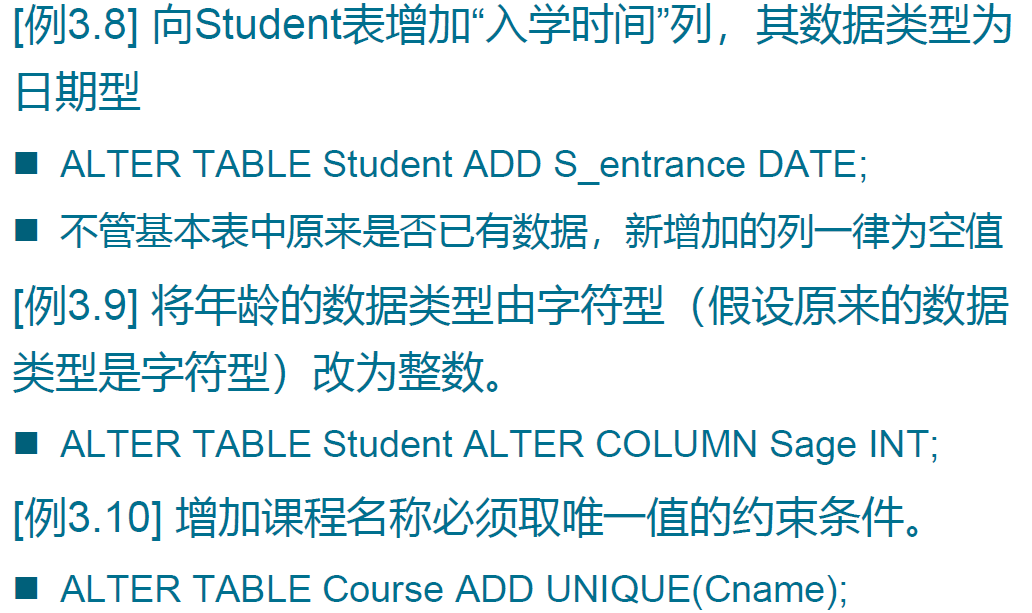 [例3.8] 向Student表增加“入学时间”列，其数据类型为
日期型
■ ALTER TABLE Student ADD S_entrance DATE;
■ 不管基本表中原来是否已有数据，新增加的列一律为空值
[例3.9] 将年龄的数据类型由字符型（假设原来的数据
类型是字符型）改为整数。
■ ALTER TABLE Student ALTER COLUMN Sage INT;
[例3.10] 增加课程名称必须取唯一值的约束条件。
■ ALTER TABLE Course ADD UNIQUE(Cname);